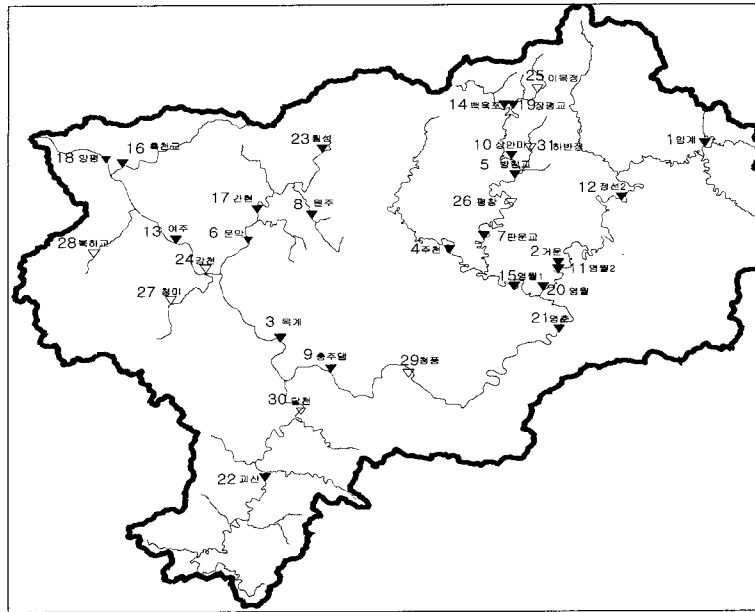 25 이목정
14 백옥포
19 장평교
23 횡성
10 상안미
31 하반정
1 임계
18 양평
16 흑천교
5 방림교
12 정선2
17 간현
8 원주
26 평창
13 여주
6 문막
7 판운교
28 복하교
4 주천
2 거운
24 강천
11 영월2
15 영월1
20 영월
27 청미
21 영춘
3 목계
9 충주댐
29 청풍
30 달천
22 괴산